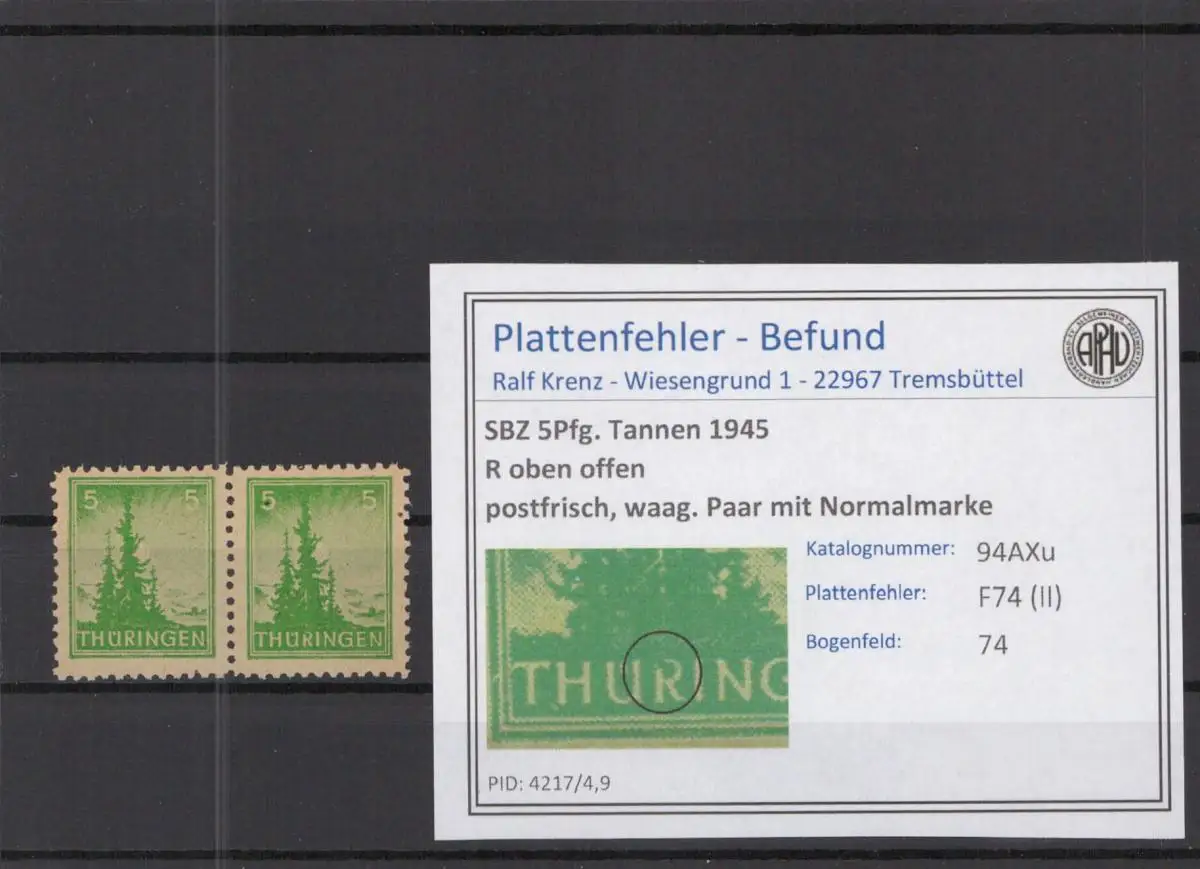 5 5
THÜRINGEN
5 5
THÜRINGEN
Plattenfehler - Befund
Ralf Krenz - Wiesengrund 1 - 22967 Tremsbüttel
APHV
SBZ 5Pfg. Tannen 1945
R oben offen
postfrisch, waag. Paar mit Normalmarke
THÜRING
Katalognummer: 94AXu
Plattenfehler: F74 (II)
Bogenfeld: 74
PID: 4217/4,9